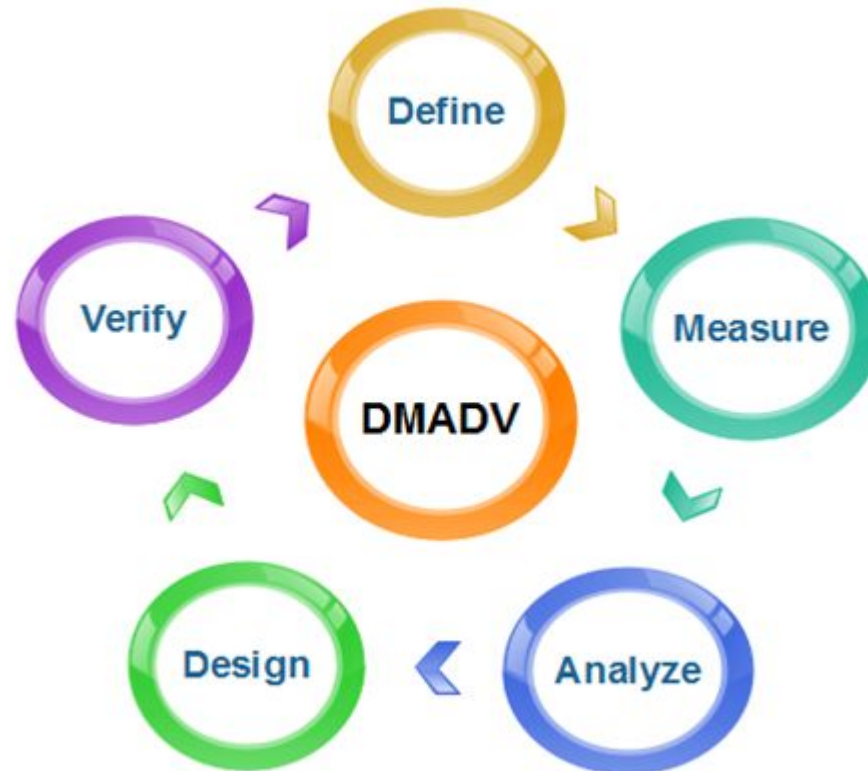 Define
Measure
Analyze
Design
Verify
DMADV